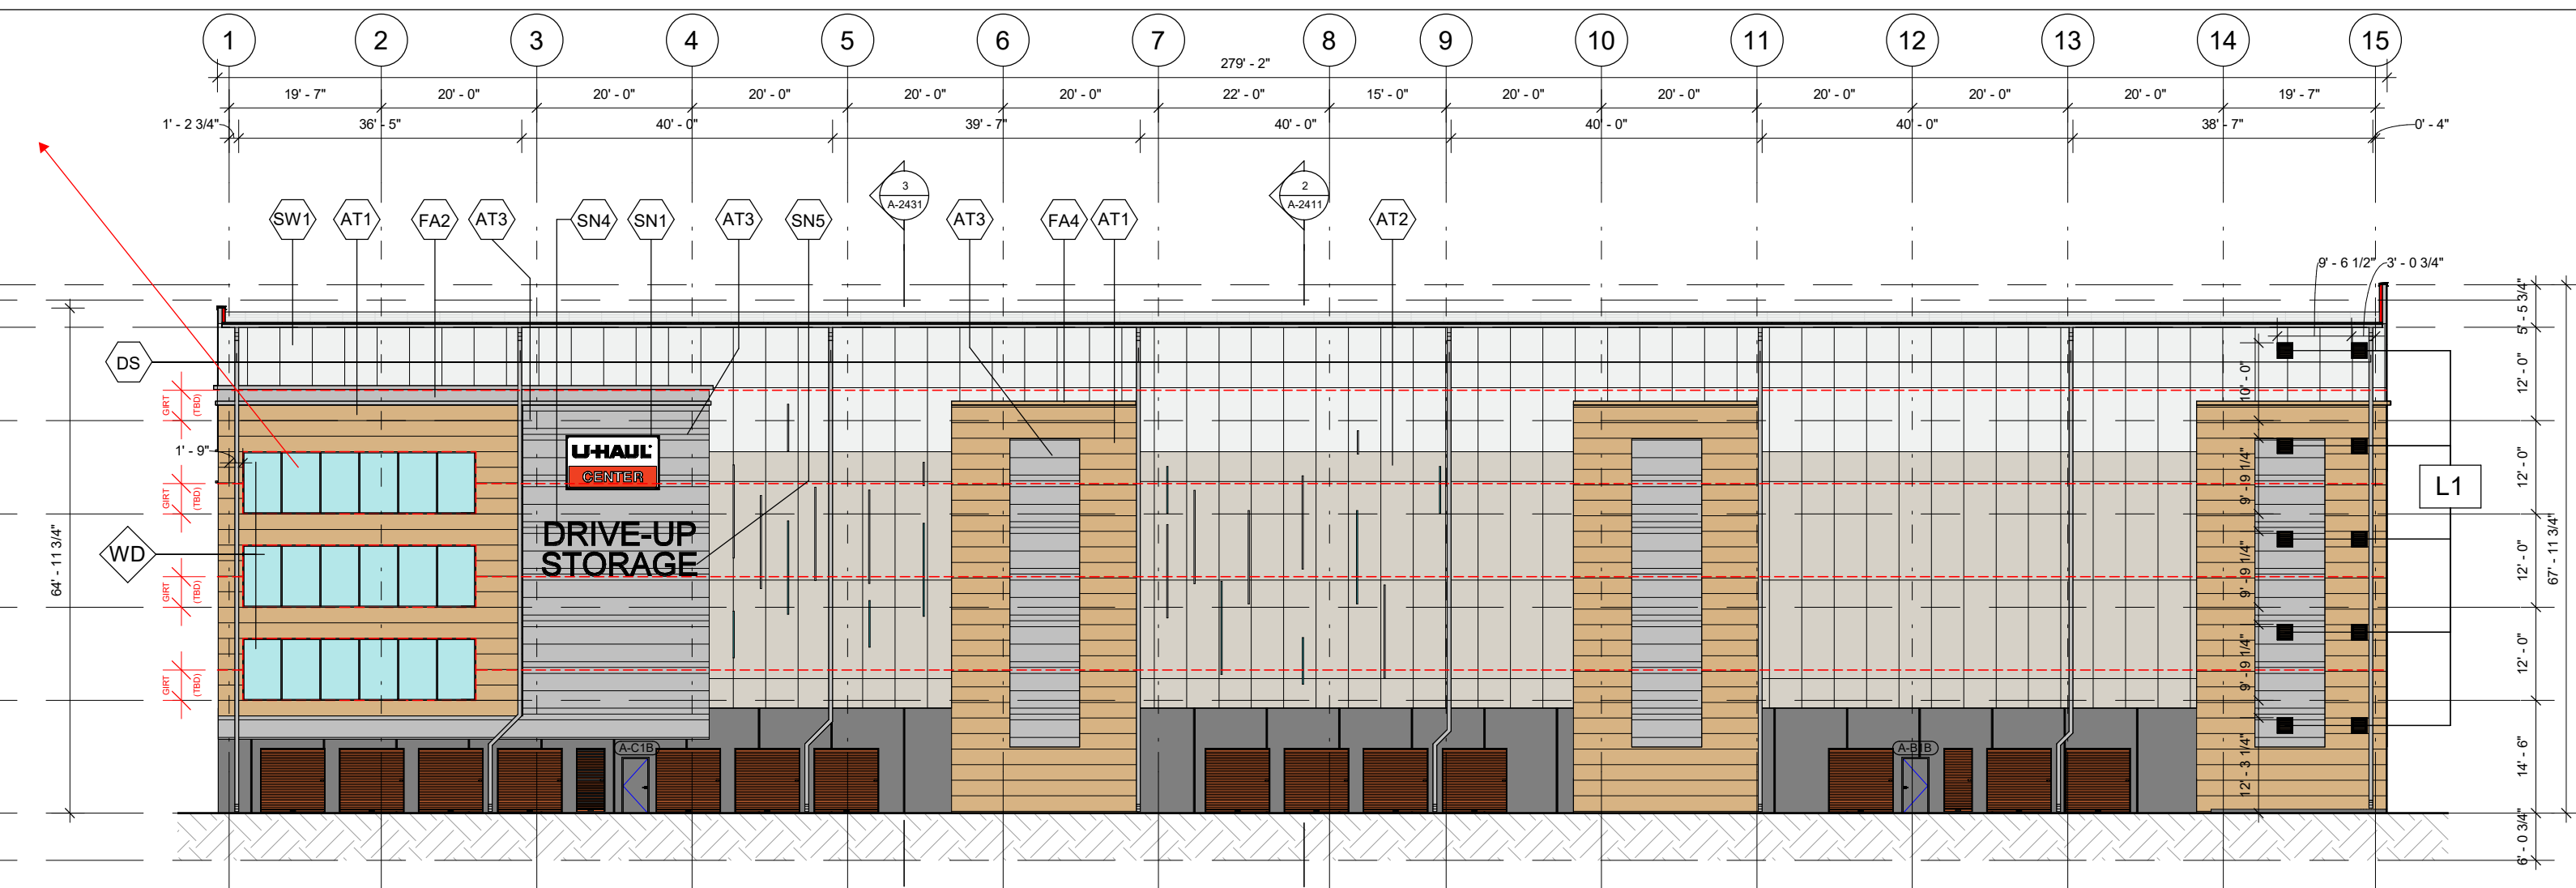 1 2 3 4 5 6 7 8 9 10 11 12 13 14 15
279' - 2"
19' - 7" 20' - 0" 20' - 0" 20' - 0" 20' - 0" 20' - 0" 22' - 0" 15' - 0" 20' - 0" 20' - 0" 20' - 0" 20' - 0" 20' - 0" 19' - 7"
1' - 2 3/4" 36' - 5" 40' - 0" 39' - 7" 40' - 0" 40' - 0" 40' - 0" 38' - 7" 0' - 4"
3
A-2431
2
A-2411
SW1 AT1 FA2 AT3 SN4 SN1 AT3 SN5 AT3 FA4 AT1 AT2
9' - 6 1/2" 3' - 0 3/4"
5' - 5 3/4"
DS
12' - 0"
10' - 0"
GIRT
(TBD)
1' - 9"
U-HAUL
CENTER
12' - 0"
9' - 9 1/4"
L1
GIRT
(TBD)
DRIVE-UP
STORAGE
WD
64' - 11 3/4"
12' - 0"
9' - 9 1/4"
67' - 11 3/4"
GIRT
(TBD)
12' - 0"
9' - 9 1/4"
GIRT
(TBD)
A-C1B
A-B1B
14' - 6"
12' - 3 1/4"
6' - 0 3/4"